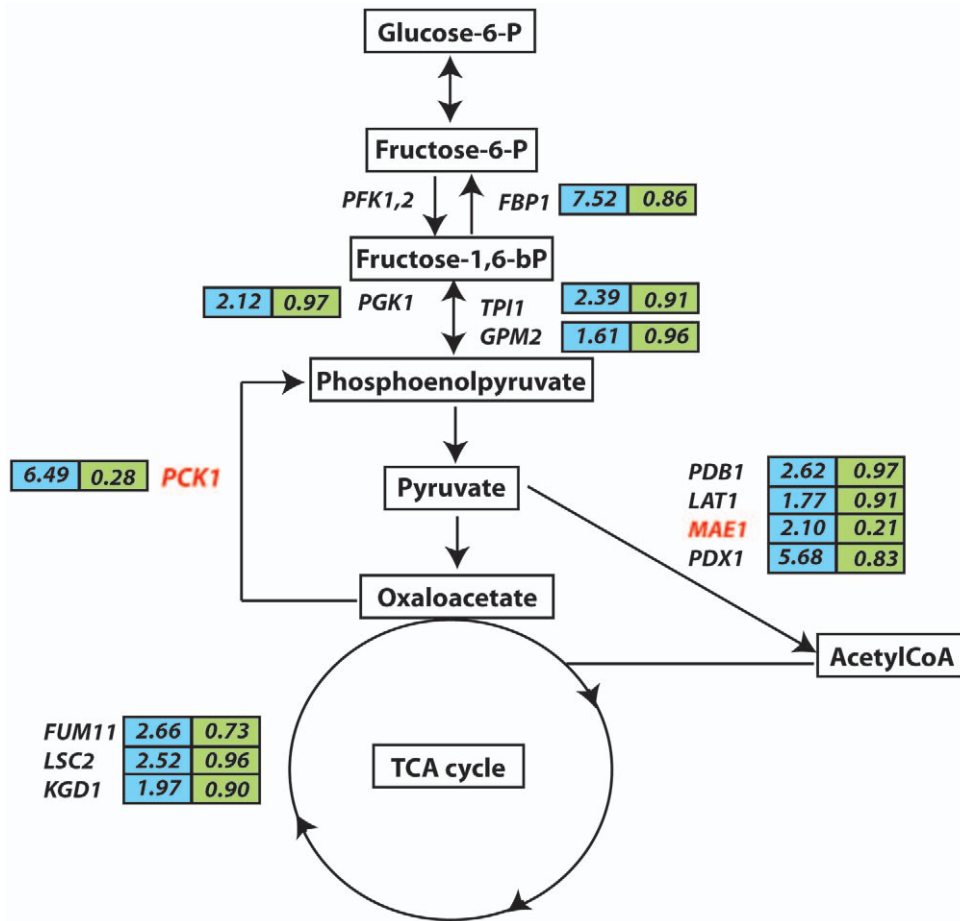 Glucose-6-P
Fructose-6-P
PFK1,2 FBP1 7.52 0.86
Fructose-1,6-bP
2.12 0.97 PGK1 TPI1 2.39 0.91
GPM2 1.61 0.96
Phosphoenolpyruvate
6.49 0.28 PCK1
Pyruvate
PDB1 2.62 0.97
LAT1 1.77 0.91
MAE1 2.10 0.21
PDX1 5.68 0.83
Oxaloacetate
AcetylCoA
FUM11 2.66 0.73
LSC2 2.52 0.96
KGD1 1.97 0.90
TCA cycle